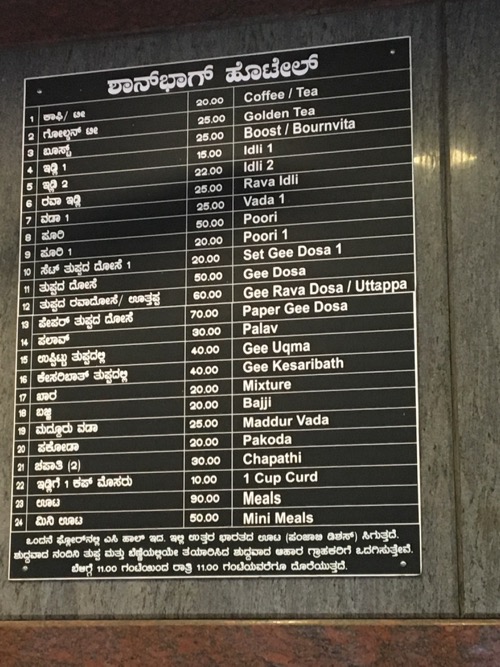 ಶಾನ್‌ಭಾಗ್ ಹೊಟೇಲ್
1 ಕಾಫಿ/ ಟೀ 20.00 Coffee / Tea
2 ಗೋಲ್ಡನ್ ಟೀ 25.00 Golden Tea
3 ಬೂಸ್ಟ್ 25.00 Boost / Bournvita
4 ಇಡ್ಲಿ 1 15.00 Idli 1
5 ಇಡ್ಲಿ 2 22.00 Idli 2
6 ರವಾ ಇಡ್ಲಿ 25.00 Rava Idli
7 ವಡಾ 1 25.00 Vada 1
8 ಪೂರಿ 50.00 Poori
9 ಪೂರಿ 1 20.00 Poori 1
10 ಸೆಟ್ ತುಪ್ಪದ ದೋಸೆ 1 20.00 Set Gee Dosa 1
11 ತುಪ್ಪದ ದೋಸೆ 50.00 Gee Dosa
12 ತುಪ್ಪದ ರವಾದೋಸೆ/ ಊತ್ತಪ್ಪ 60.00 Gee Rava Dosa / Uttappa
13 ಪೇಪರ್ ತುಪ್ಪದ ದೋಸೆ 70.00 Paper Gee Dosa
14 ಪಲಾವ್ 30.00 Palav
15 ಉಪ್ಪಿಟ್ಟು ತುಪ್ಪದಲ್ಲಿ 40.00 Gee Uqma
16 ಕೇಸರಿಬಾತ್ ತುಪ್ಪದಲ್ಲಿ 40.00 Gee Kesaribath
17 ಖಾರ 20.00 Mixture
18 ಬಜ್ಜಿ 20.00 Bajji
19 ಮದ್ದೂರು ವಡಾ 25.00 Maddur Vada
20 ಪಕೋಡಾ 20.00 Pakoda
21 ಚಪಾತಿ (2) 30.00 Chapathi
22 ಇಡ್ಲಿಗೆ 1 ಕಪ್ ಮೊಸರು 10.00 1 Cup Curd
23 ಊಟ 90.00 Meals
24 ಮಿನಿ ಊಟ 50.00 Mini Meals
ಒಂದನೆ ಫ್ಲೋರ್‌ನಲ್ಲಿ ಎಸಿ ಹಾಲ್ ಇದೆ. ಇಲ್ಲಿ ಉತ್ತರ ಭಾರತದ ಊಟ (ಪಂಜಾಬಿ ಡಿಶಸ್) ಸಿಗುತ್ತದೆ.
ಶುದ್ಧವಾದ ನಂದಿನಿ ತುಪ್ಪ ಮತ್ತು ಬೆಣ್ಣೆಯಲ್ಲಿಯೇ ತಯಾರಿಸಿದ ಶುದ್ಧವಾದ ಆಹಾರ ಗ್ರಾಹಕರಿಗೆ ಒದಗಿಸುತ್ತೇವೆ.
ಬೆಳಗ್ಗೆ 11.00 ಗಂಟೆಯಿಂದ ರಾತ್ರಿ 11.00 ಗಂಟೆಯವರೆಗೂ ದೊರೆಯುತ್ತದೆ.